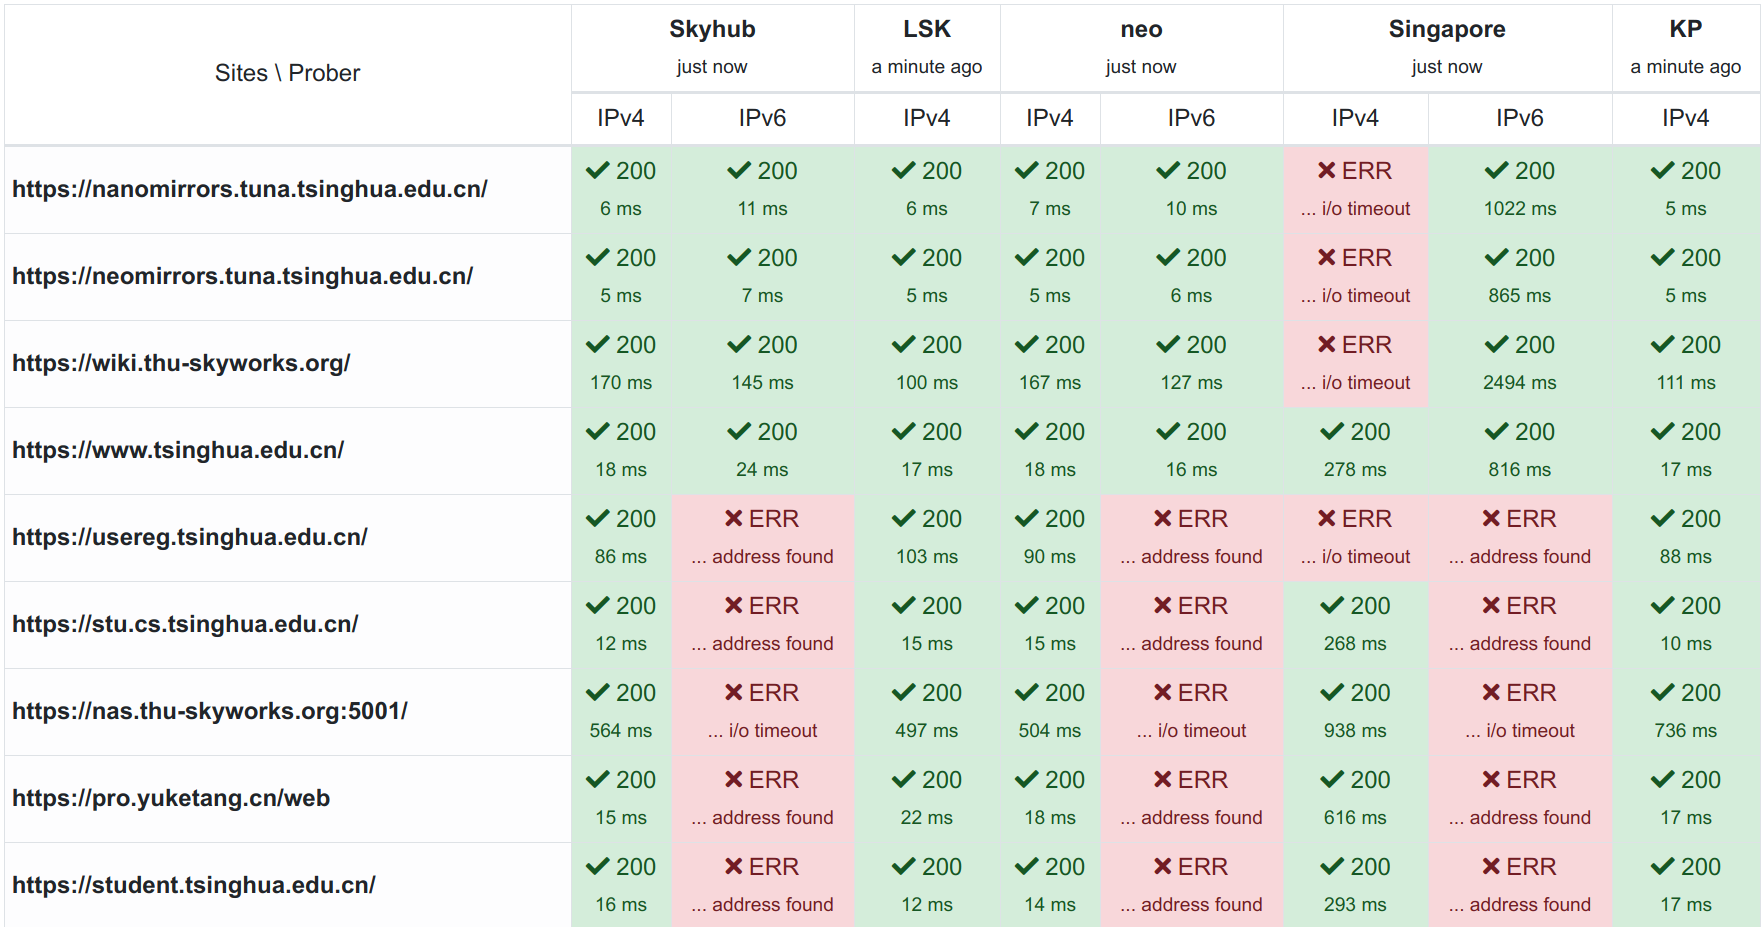 Sites \ Prober
Skyhub LSK neo Singapore KP
just now a minute ago just now just now a minute ago
IPv4 IPv6 IPv4 IPv4 IPv6 IPv4 IPv6 IPv4
https://nanomirrors.tuna.tsinghua.edu.cn/
200 200 200 200 200 ERR 200 200
6 ms 11 ms 6 ms 7 ms 10 ms ... i/o timeout 1022 ms 5 ms
https://neomirrors.tuna.tsinghua.edu.cn/
200 200 200 200 200 ERR 200 200
5 ms 7 ms 5 ms 5 ms 6 ms ... i/o timeout 865 ms 5 ms
https://wiki.thu-skyworks.org/
200 200 200 200 200 ERR 200 200
170 ms 145 ms 100 ms 167 ms 127 ms ... i/o timeout 2494 ms 111 ms
https://www.tsinghua.edu.cn/
200 200 200 200 200 200 200 200
18 ms 24 ms 17 ms 18 ms 16 ms 278 ms 816 ms 17 ms
https://usereg.tsinghua.edu.cn/
200 ERR 200 200 ERR ERR ERR 200
86 ms ... address found 103 ms 90 ms ... address found ... i/o timeout ... address found 88 ms
https://stu.cs.tsinghua.edu.cn/
200 ERR 200 200 ERR 200 ERR 200
12 ms ... address found 15 ms 15 ms ... address found 268 ms ... address found 10 ms
https://nas.thu-skyworks.org:5001/
200 ERR 200 200 ERR 200 ERR 200
564 ms ... i/o timeout 497 ms 504 ms ... i/o timeout 938 ms ... i/o timeout 736 ms
https://pro.yuketang.cn/web
200 ERR 200 200 ERR 200 ERR 200
15 ms ... address found 22 ms 18 ms ... address found 616 ms ... address found 17 ms
https://student.tsinghua.edu.cn/
200 ERR 200 200 ERR 200 ERR 200
16 ms ... address found 12 ms 14 ms ... address found 293 ms ... address found 17 ms